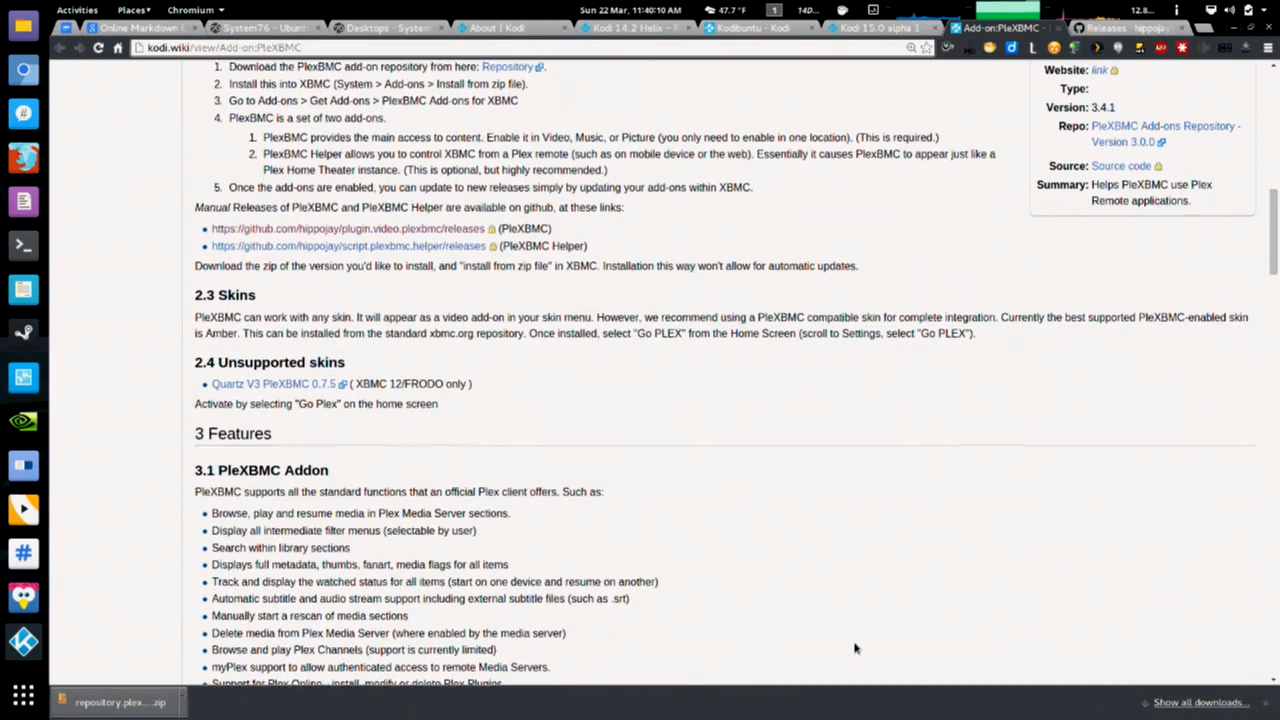 Activities Places Chromium Sun 22 Mar, 11:40:10 AM 47.7 °F 1 14D... 12.8...
Online Markdown System76 - Ubunt Desktops - System About | Kodi Kodi 14.2 Helix – R Kodibuntu - Kodi Kodi 15.0 alpha 1 Add-on:PleXBMC Releases · hippojay/
kodi.wiki/view/Add-on:PleXBMC
1. Download the PlexBMC add-on repository from here: Repository.
2. Install this into XBMC (System > Add-ons > Install from zip file).
3. Go to Add-ons > Get Add-ons > PlexBMC Add-ons for XBMC
4. PlexBMC is a set of two add-ons.
1. PlexBMC provides the main access to content. Enable it in Video, Music, or Picture (you only need to enable in one location). (This is required.)
2. PlexBMC Helper allows you to control XBMC from a Plex remote (such as on mobile device or the web). Essentially it causes PlexBMC to appear just like a
Plex Home Theater instance. (This is optional, but highly recommended.)
5. Once the add-ons are enabled, you can update to new releases simply by updating your add-ons within XBMC.
Manual Releases of PleXBMC and PleXBMC Helper are available on github, at these links:
https://github.com/hippojay/plugin.video.plexbmc/releases (PleXBMC)
https://github.com/hippojay/script.plexbmc.helper/releases (PleXBMC Helper)
Download the zip of the version you'd like to install, and "install from zip file" in XBMC. Installation this way won't allow for automatic updates.
2.3 Skins
PleXBMC can work with any skin. It will appear as a video add-on in your skin menu. However, we recommend using a PleXBMC compatible skin for complete integration. Currently the best supported PleXBMC-enabled skin
is Amber. This can be installed from the standard xbmc.org repository. Once installed, select "Go PLEX" from the Home Screen (scroll to Settings, select "Go PLEX").
2.4 Unsupported skins
Quartz V3 PleXBMC 0.7.5 ( XBMC 12/FRODO only )
Activate by selecting "Go Plex" on the home screen
3 Features
3.1 PleXBMC Addon
PleXBMC supports all the standard functions that an official Plex client offers. Such as:
Browse, play and resume media in Plex Media Server sections.
Display all intermediate filter menus (selectable by user)
Search within library sections
Displays full metadata, thumbs, fanart, media flags for all items
Track and display the watched status for all items (start on one device and resume on another)
Automatic subtitle and audio stream support including external subtitle files (such as .srt)
Manually start a rescan of media sections
Delete media from Plex Media Server (where enabled by the media server)
Browse and play Plex Channels (support is currently limited)
myPlex support to allow authenticated access to remote Media Servers.
Support for Plex Online - install, modify or delete Plex Plugins
Website: link
Type:
Version: 3.4.1
Repo: PleXBMC Add-ons Repository -
Version 3.0.0
Source: Source code
Summary: Helps PleXBMC use Plex
Remote applications.
repository.plex....zip Show all downloads...